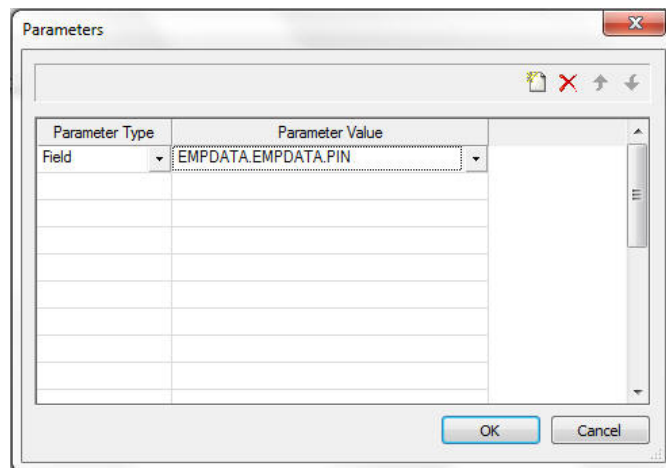 Parameters
Parameter Type Parameter Value
Field EMPDATA.EMPDATA.PIN
OK Cancel